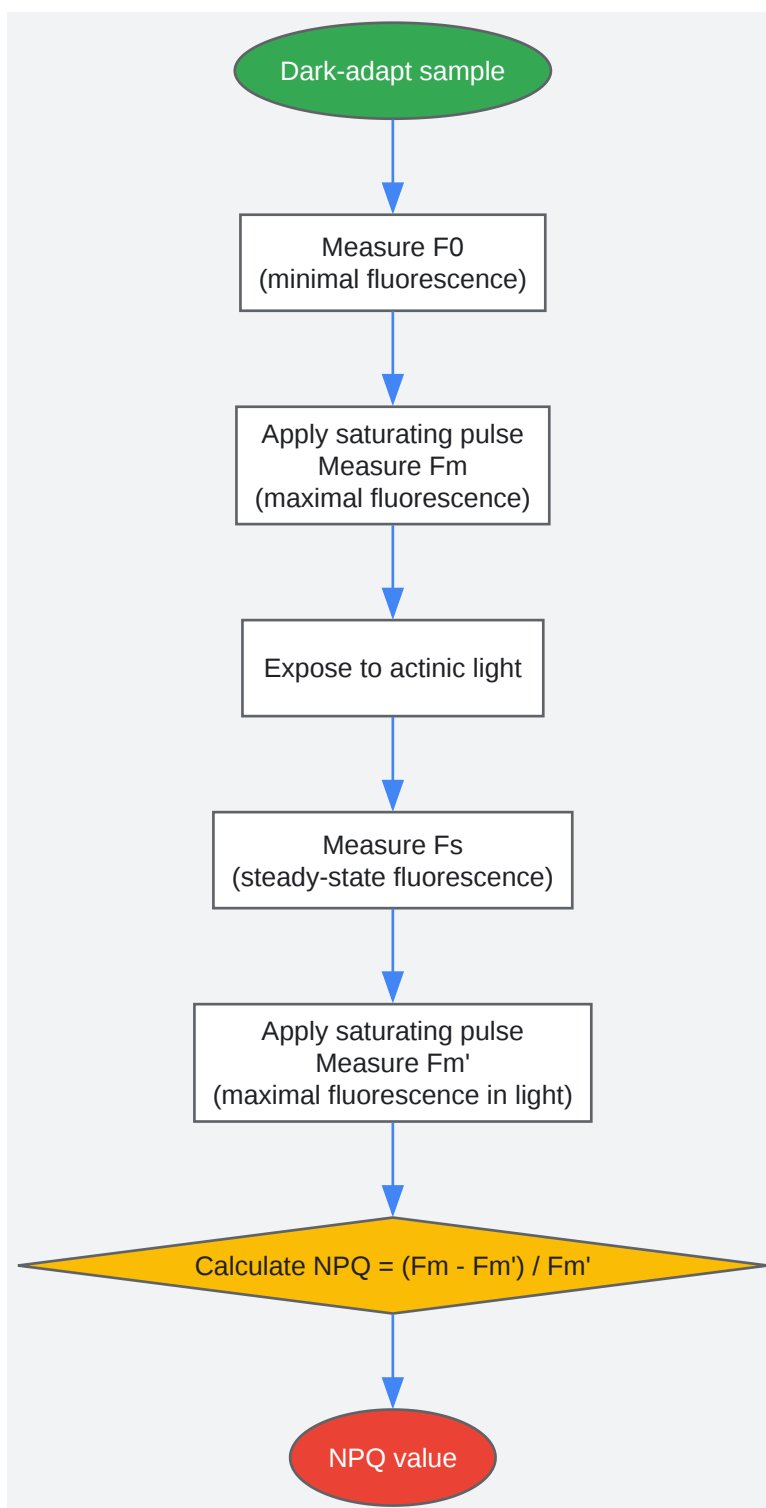 Dark-adapt sample
Measure F0
(minimal fluorescence)
Apply saturating pulse
Measure Fm
(maximal fluorescence)
Expose to actinic light
Measure Fs
(steady-state fluorescence)
Apply saturating pulse
Measure Fm'
(maximal fluorescence in light)
Calculate NPQ = (Fm - Fm') / Fm'
NPQ value